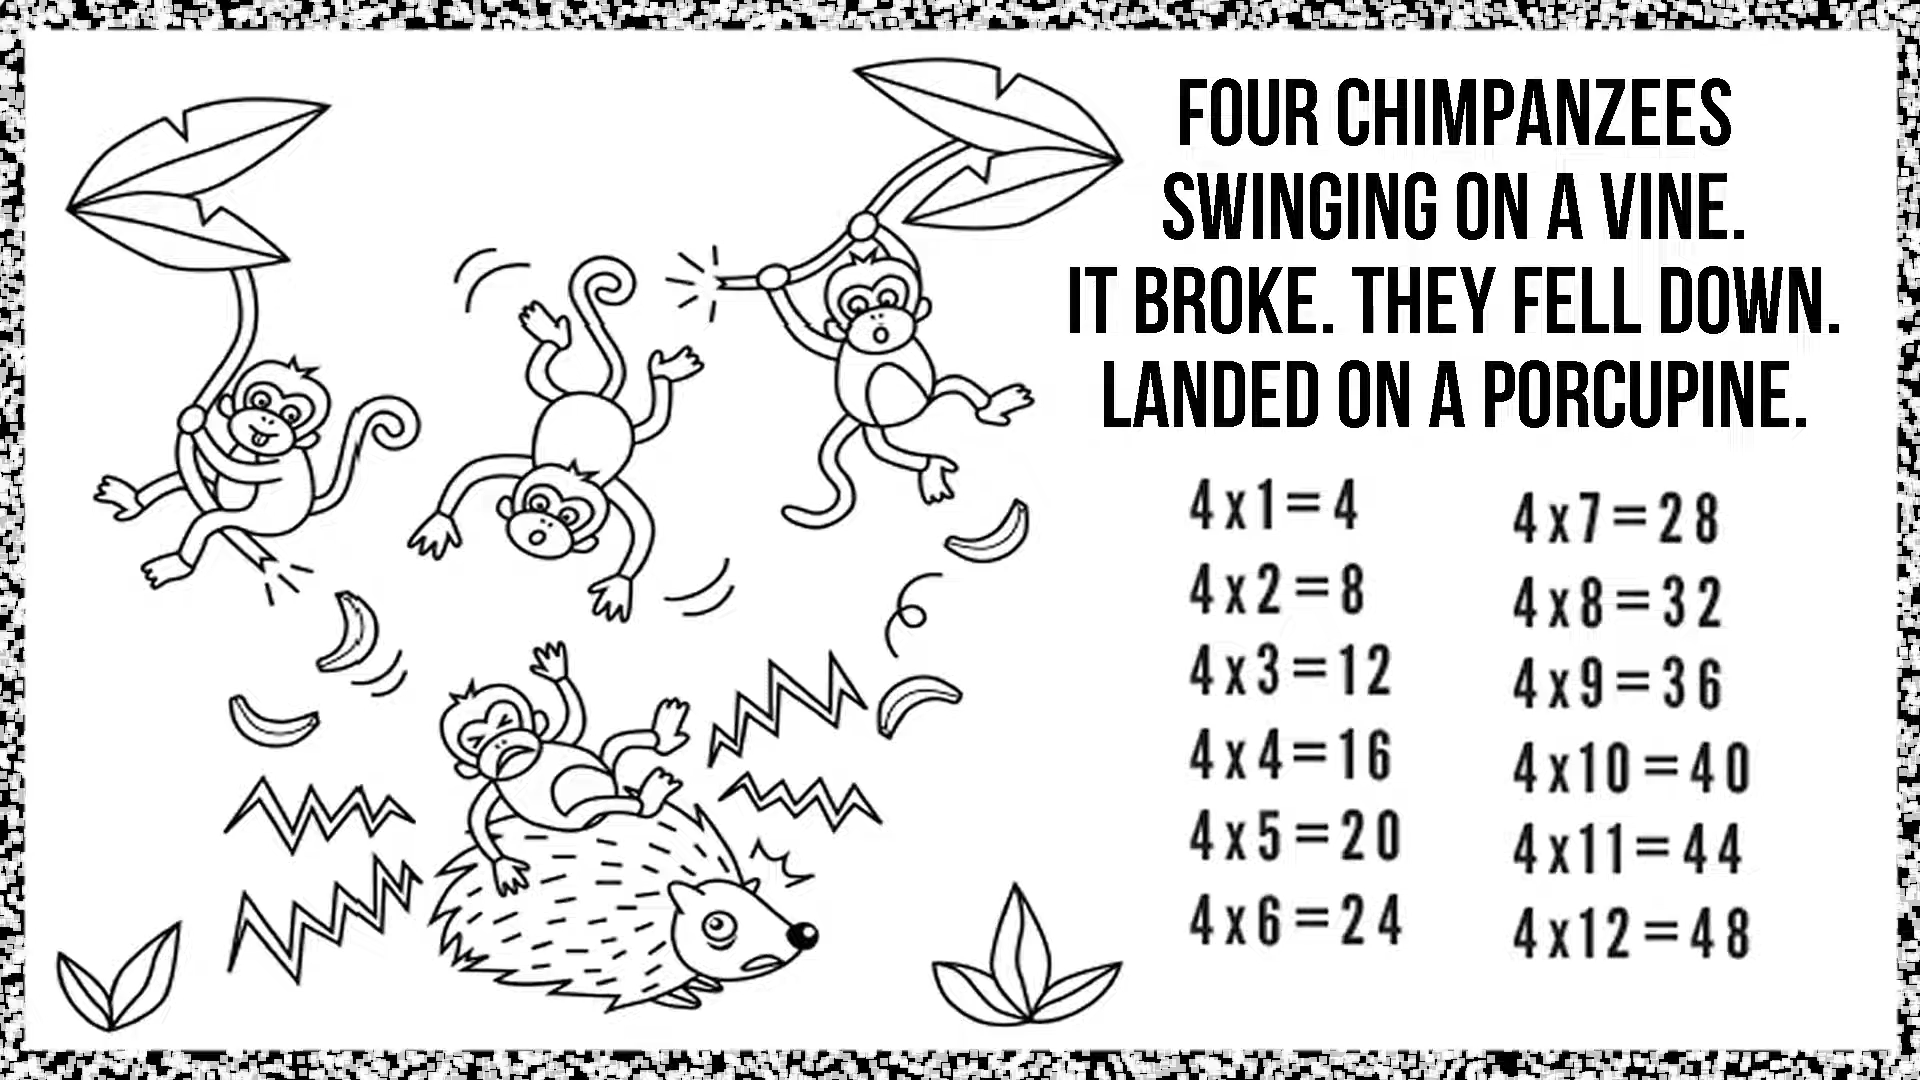 FOUR CHIMPANZEES
SWINGING ON A VINE.
IT BROKE. THEY FELL DOWN.
LANDED ON A PORCUPINE.
4x1=4
4x2=8
4x3=12
4x4=16
4x5=20
4x6=24
4x7=28
4x8=32
4x9=36
4x10=40
4x11=44
4x12=48